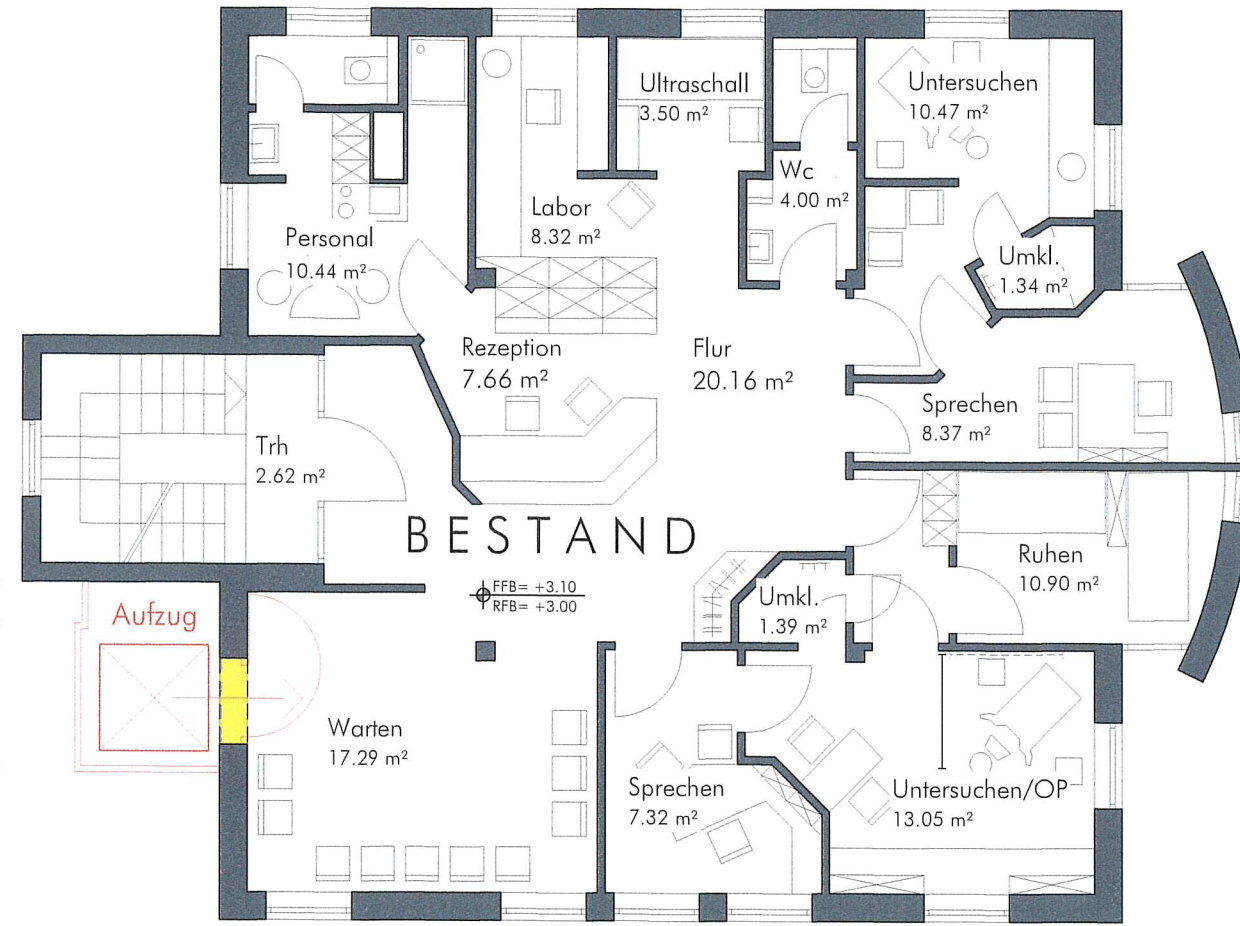 Ultraschall
3.50 m²
Untersuchen
10.47 m²
Wc
4.00 m²
Labor
8.32 m²
Personal
10.44 m²
Umkl.
1.34 m²
Rezeption
7.66 m²
Flur
20.16 m²
Sprechen
8.37 m²
Trh
2.62 m²
BESTAND
Ruhen
10.90 m²
FFB= +3.10
RFB= +3.00
Umkl.
1.39 m²
Aufzug
Warten
17.29 m²
Sprechen
7.32 m²
Untersuchen/OP
13.05 m²